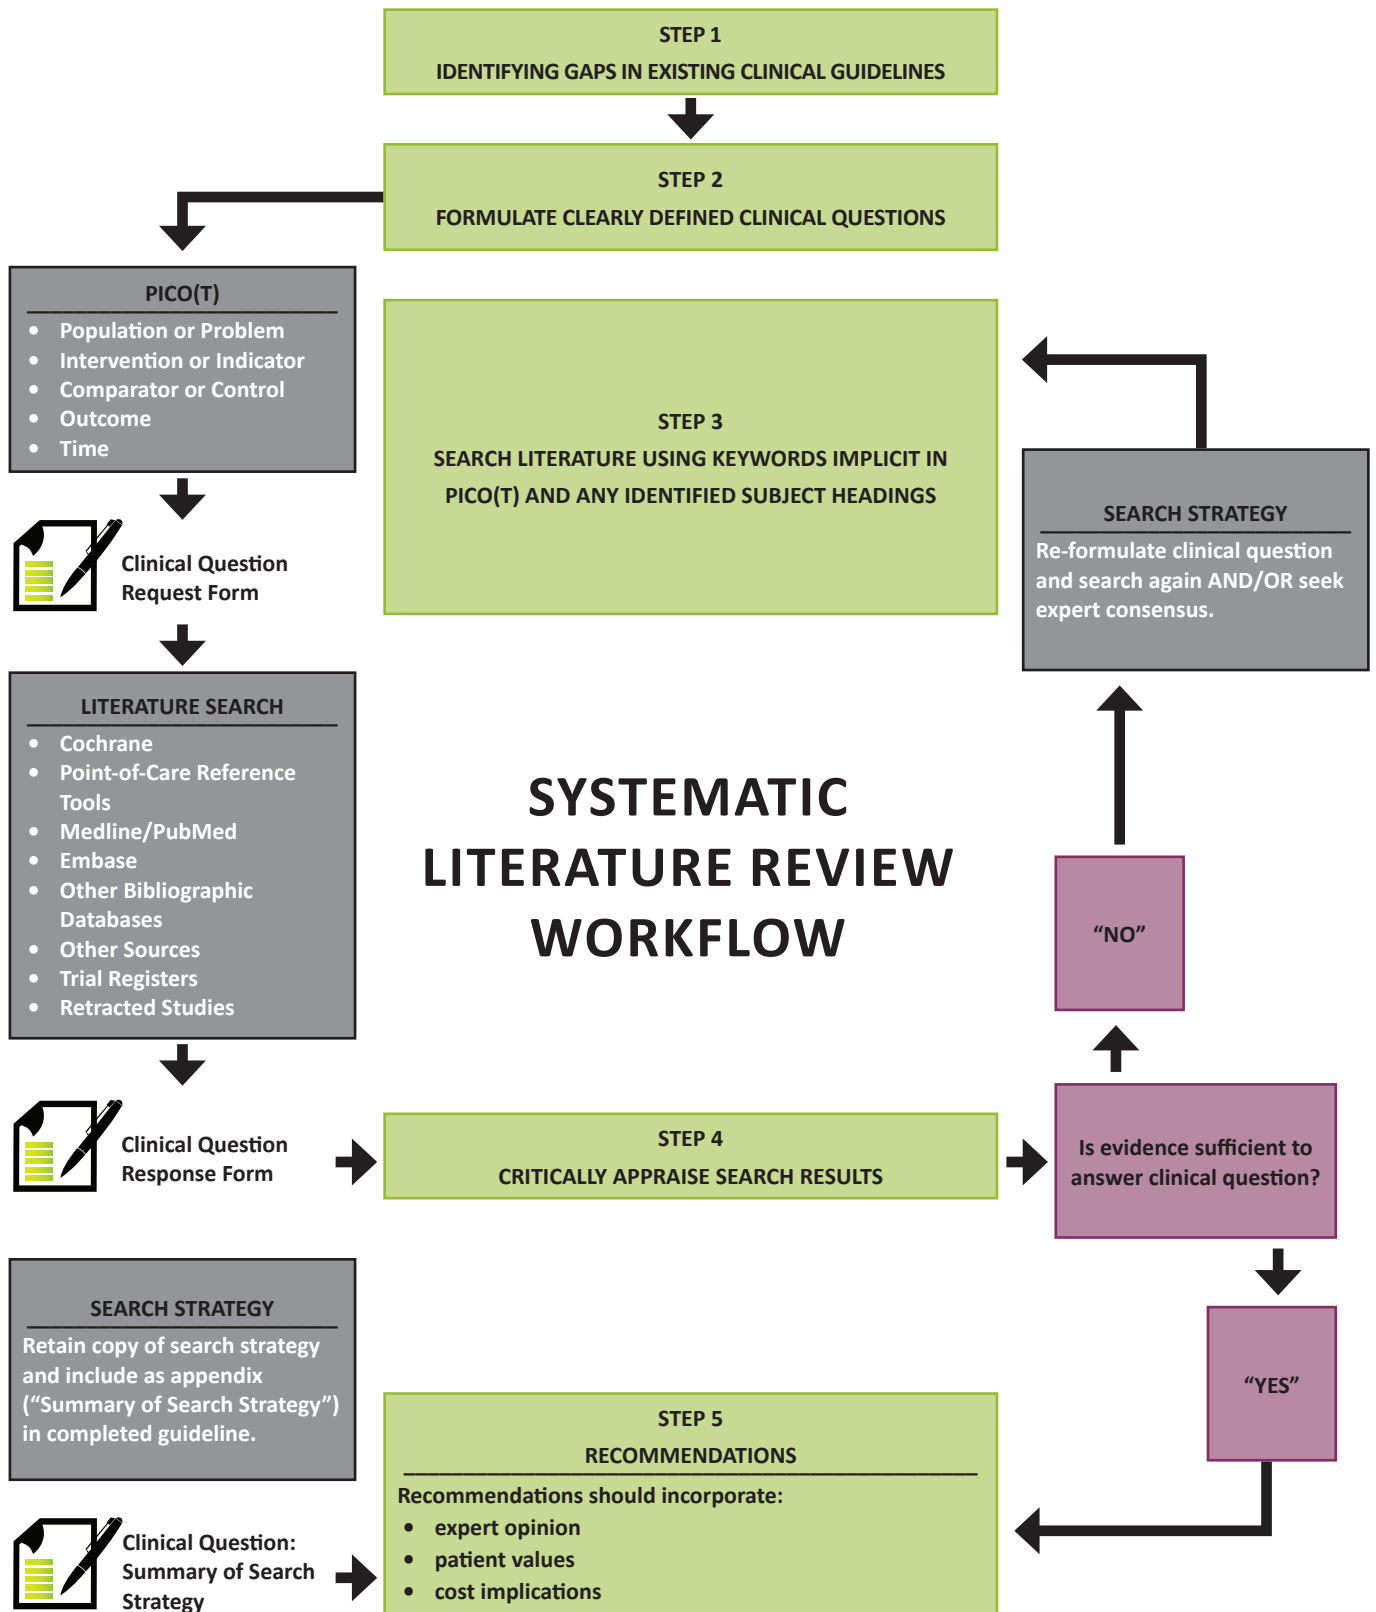 STEP 1
IDENTIFYING GAPS IN EXISTING CLINICAL GUIDELINES
STEP 2
FORMULATE CLEARLY DEFINED CLINICAL QUESTIONS
PICO(T)
• Population or Problem
• Intervention or Indicator
• Comparator or Control
• Outcome
• Time
Clinical Question
Request Form
STEP 3
SEARCH LITERATURE USING KEYWORDS IMPLICIT IN
PICO(T) AND ANY IDENTIFIED SUBJECT HEADINGS
SEARCH STRATEGY
Re-formulate clinical question
and search again AND/OR seek
expert consensus.
LITERATURE SEARCH
• Cochrane
• Point-of-Care Reference
Tools
• Medline/PubMed
• Embase
• Other Bibliographic
Databases
• Other Sources
• Trial Registers
• Retracted Studies
SYSTEMATIC
LITERATURE REVIEW
WORKFLOW
“NO”
Clinical Question
Response Form
STEP 4
CRITICALLY APPRAISE SEARCH RESULTS
Is evidence sufficient to
answer clinical question?
“YES”
SEARCH STRATEGY
Retain copy of search strategy
and include as appendix
(“Summary of Search Strategy”)
in completed guideline.
Clinical Question:
Summary of Search
Strategy
STEP 5
RECOMMENDATIONS
Recommendations should incorporate:
• expert opinion
• patient values
• cost implications